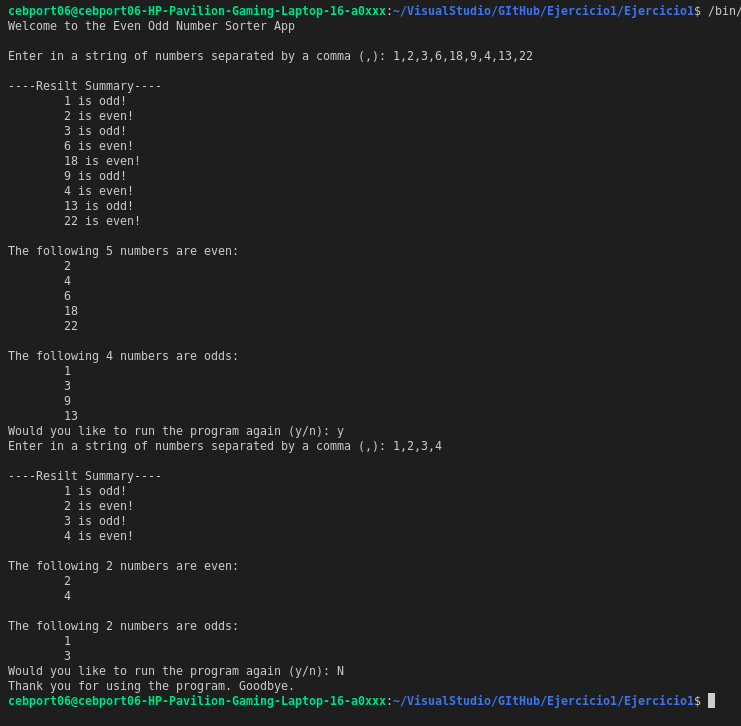 cebport06@cebport06-HP-Pavilion-Gaming-Laptop-16-a0xxx:~/VisualStudio/GItHub/Ejercicio1/Ejercicio1$ /bin/
Welcome to the Even Odd Number Sorter App
Enter in a string of numbers separated by a comma (,): 1,2,3,6,18,9,4,13,22
----Resilt Summary----
1 is odd!
2 is even!
3 is odd!
6 is even!
18 is even!
9 is odd!
4 is even!
13 is odd!
22 is even!
The following 5 numbers are even:
2
4
6
18
22
The following 4 numbers are odds:
1
3
9
13
Would you like to run the program again (y/n): y
Enter in a string of numbers separated by a comma (,): 1,2,3,4
----Resilt Summary----
1 is odd!
2 is even!
3 is odd!
4 is even!
The following 2 numbers are even:
2
4
The following 2 numbers are odds:
1
3
Would you like to run the program again (y/n): N
Thank you for using the program. Goodbye.
cebport06@cebport06-HP-Pavilion-Gaming-Laptop-16-a0xxx:~/VisualStudio/GItHub/Ejercicio1/Ejercicio1$